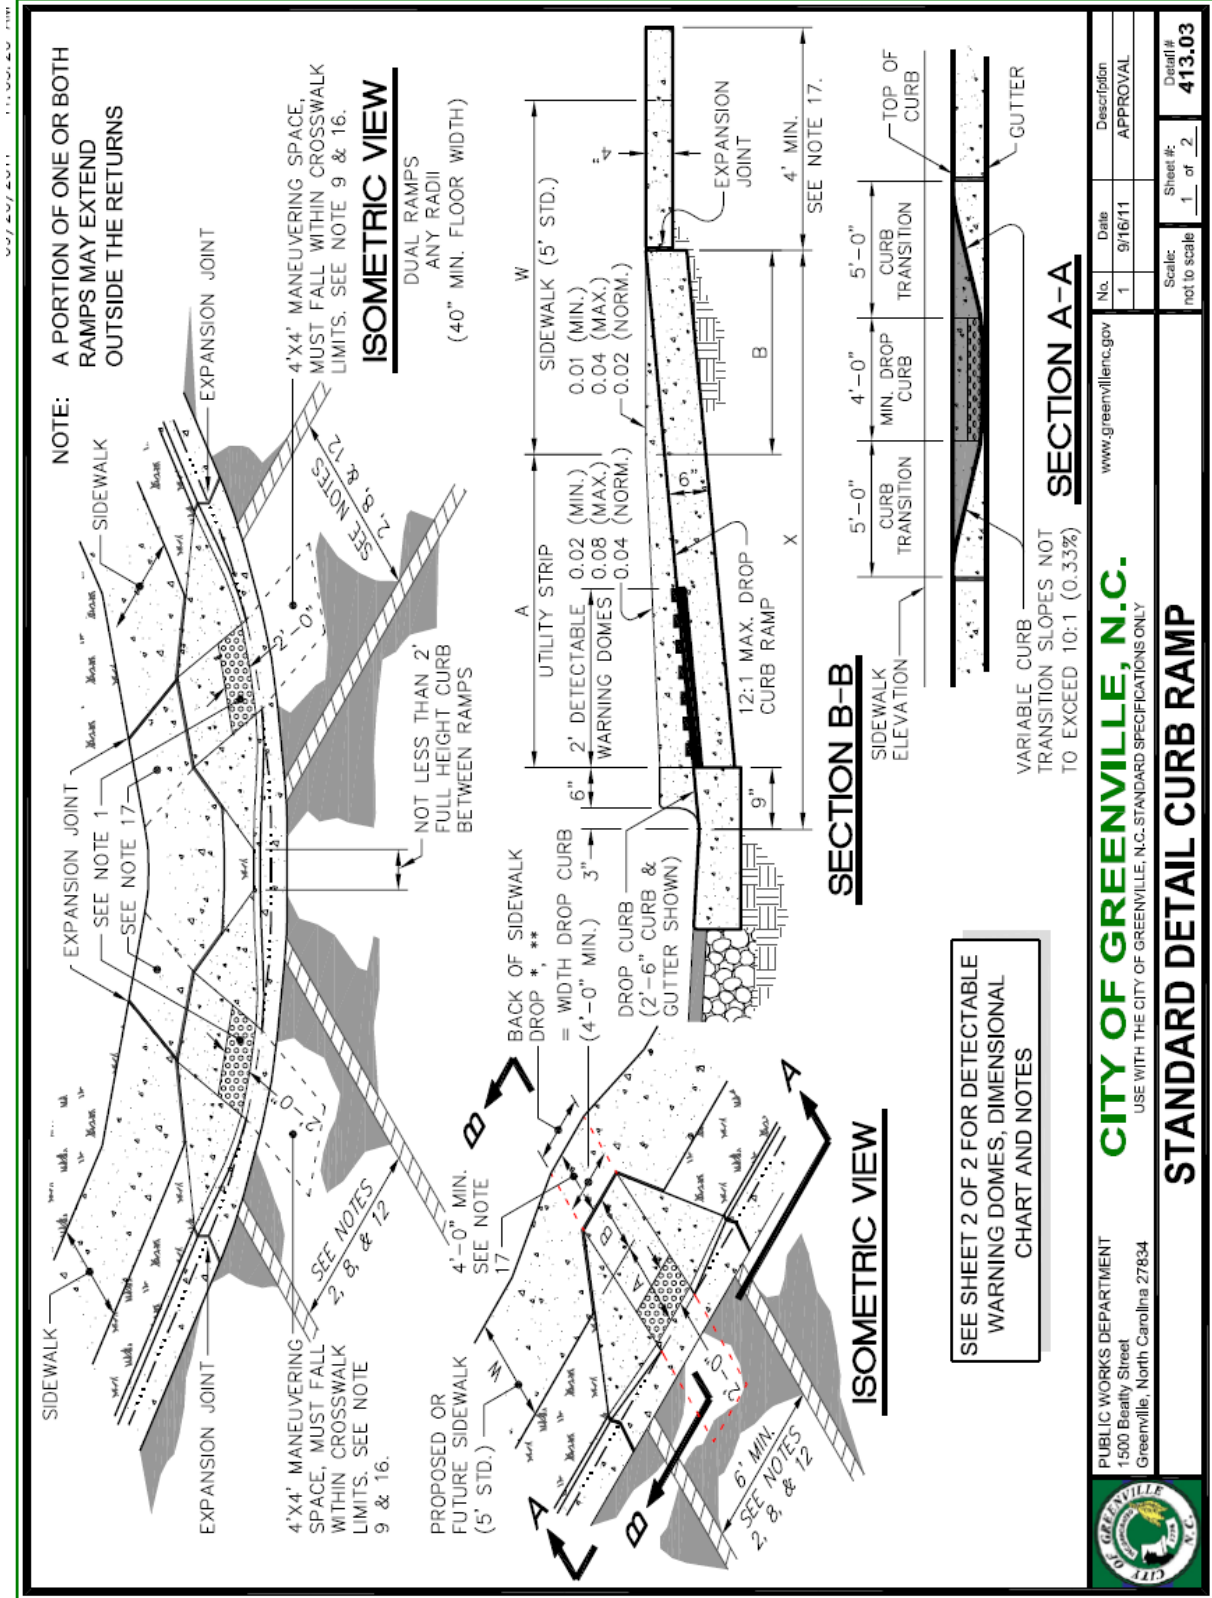 NOTE: A PORTION OF ONE OR BOTH
RAMPS MAY EXTEND
OUTSIDE THE RETURNS
SIDEWALK
EXPANSION JOINT
SEE NOTE 1
SEE NOTE 17
SIDEWALK
EXPANSION JOINT
EXPANSION JOINT
2'-0"
2'-0"
4'X4' MANEUVERING
SPACE, MUST FALL
WITHIN CROSSWALK
LIMITS. SEE NOTE
9 & 16.
SEE NOTES
2, 8, & 12
NOT LESS THAN 2'
FULL HEIGHT CURB
BETWEEN RAMPS
SEE NOTES
2, 8, & 12
4'X4' MANEUVERING SPACE,
MUST FALL WITHIN CROSSWALK
LIMITS. SEE NOTE 9 & 16.
ISOMETRIC VIEW
DUAL RAMPS
ANY RADII
(40" MIN. FLOOR WIDTH)
PROPOSED OR
FUTURE SIDEWALK
(5' STD.)
W
4'-0" MIN.
SEE NOTE
17
BACK OF SIDEWALK
DROP *, **
= WIDTH DROP CURB
(4'-0" MIN.)
B
A
B
A
2'-0"
6' MIN.
SEE NOTES
2, 8, & 12
B
A
ISOMETRIC VIEW
A
UTILITY STRIP
W
SIDEWALK (5' STD.)
2' DETECTABLE
WARNING DOMES
0.02 (MIN.)
0.08 (MAX.)
0.04 (NORM.)
0.01 (MIN.)
0.04 (MAX.)
0.02 (NORM.)
4"
6"
3"
6"
9"
DROP CURB
(2'-6" CURB &
GUTTER SHOWN)
12:1 MAX. DROP
CURB RAMP
EXPANSION
JOINT
B
X
4' MIN.
SEE NOTE 17.
SECTION B-B
SIDEWALK
ELEVATION
5'-0"
CURB
TRANSITION
4'-0"
MIN. DROP
CURB
5'-0"
CURB
TRANSITION
TOP OF
CURB
GUTTER
VARIABLE CURB
TRANSITION SLOPES NOT
TO EXCEED 10:1 (0.33%)
SECTION A-A
SEE SHEET 2 OF 2 FOR DETECTABLE
WARNING DOMES, DIMENSIONAL
CHART AND NOTES
CITY OF GREENVILLE
N.C.
PUBLIC WORKS DEPARTMENT
1500 Beatty Street
Greenville, North Carolina 27834
CITY OF GREENVILLE, N.C.
www.greenvillenc.gov
USE WITH THE CITY OF GREENVILLE, N.C. STANDARD SPECIFICATIONS ONLY
STANDARD DETAIL CURB RAMP
No. Date Description
1 9/16/11 APPROVAL
Scale:
not to scale
Sheet #:
1 of 2
Detail #
413.03